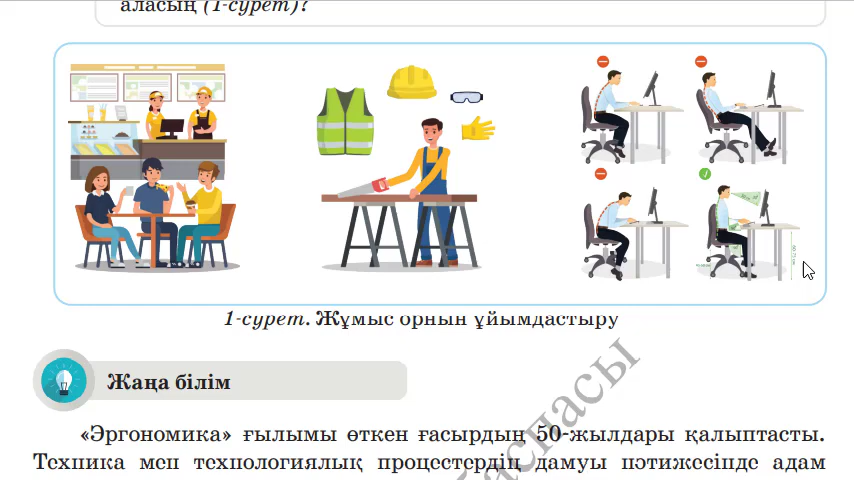 аласың (1-сурет)?
1-сурет. Жұмыс орнын ұйымдастыру
Жаңа білім
«Эргономика» ғылымы өткен ғасырдың 50-жылдары қалыптасты.
Техника мен технологиялық процестердің дамуы нәтижесінде адам
баспасы